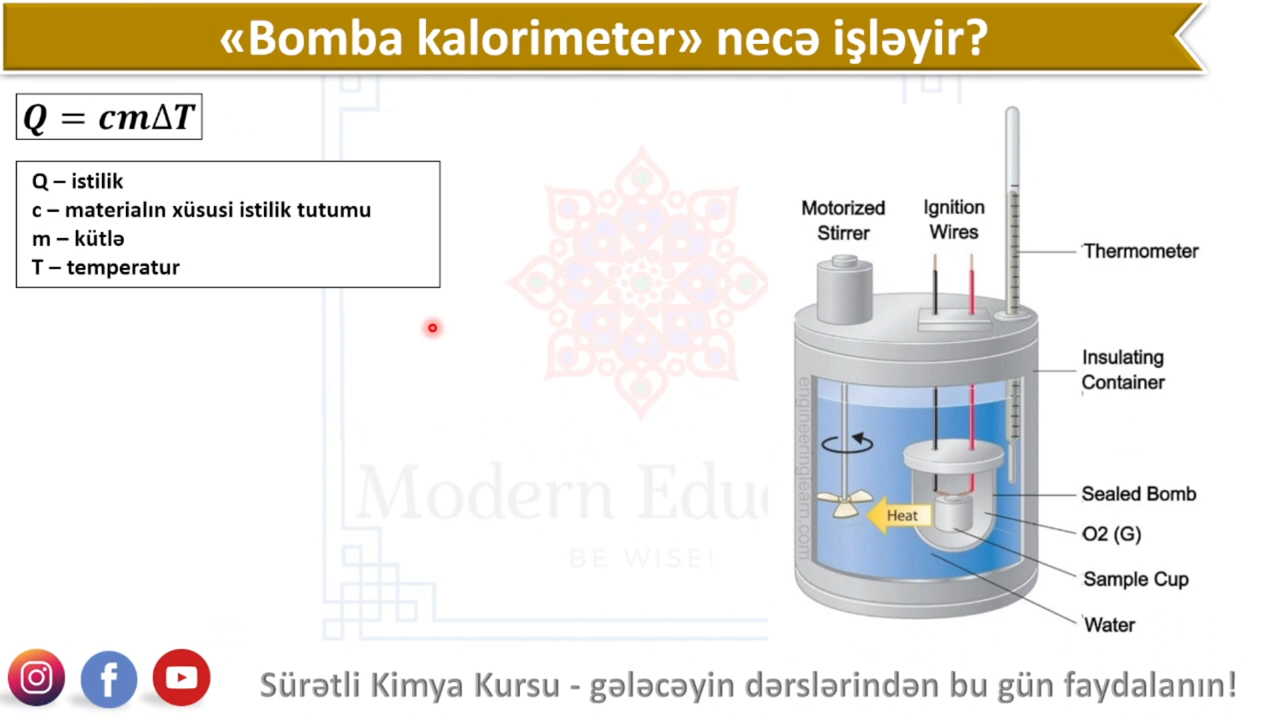 «Bomba kalorimeter» necə işləyir?
Q = cmΔT
Q – istilik
c – materialın xüsusi istilik tutumu
m – kütlə
T – temperatur
Motorized
Stirrer
Ignition
Wires
Thermometer
Insulating
Container
Sealed Bomb
O2 (G)
Sample Cup
Water
Heat
engineeringlearn.com
Modern Edu
BE WISE!
Sürətli Kimya Kursu - gələcəyin dərslərindən bu gün faydalanın!